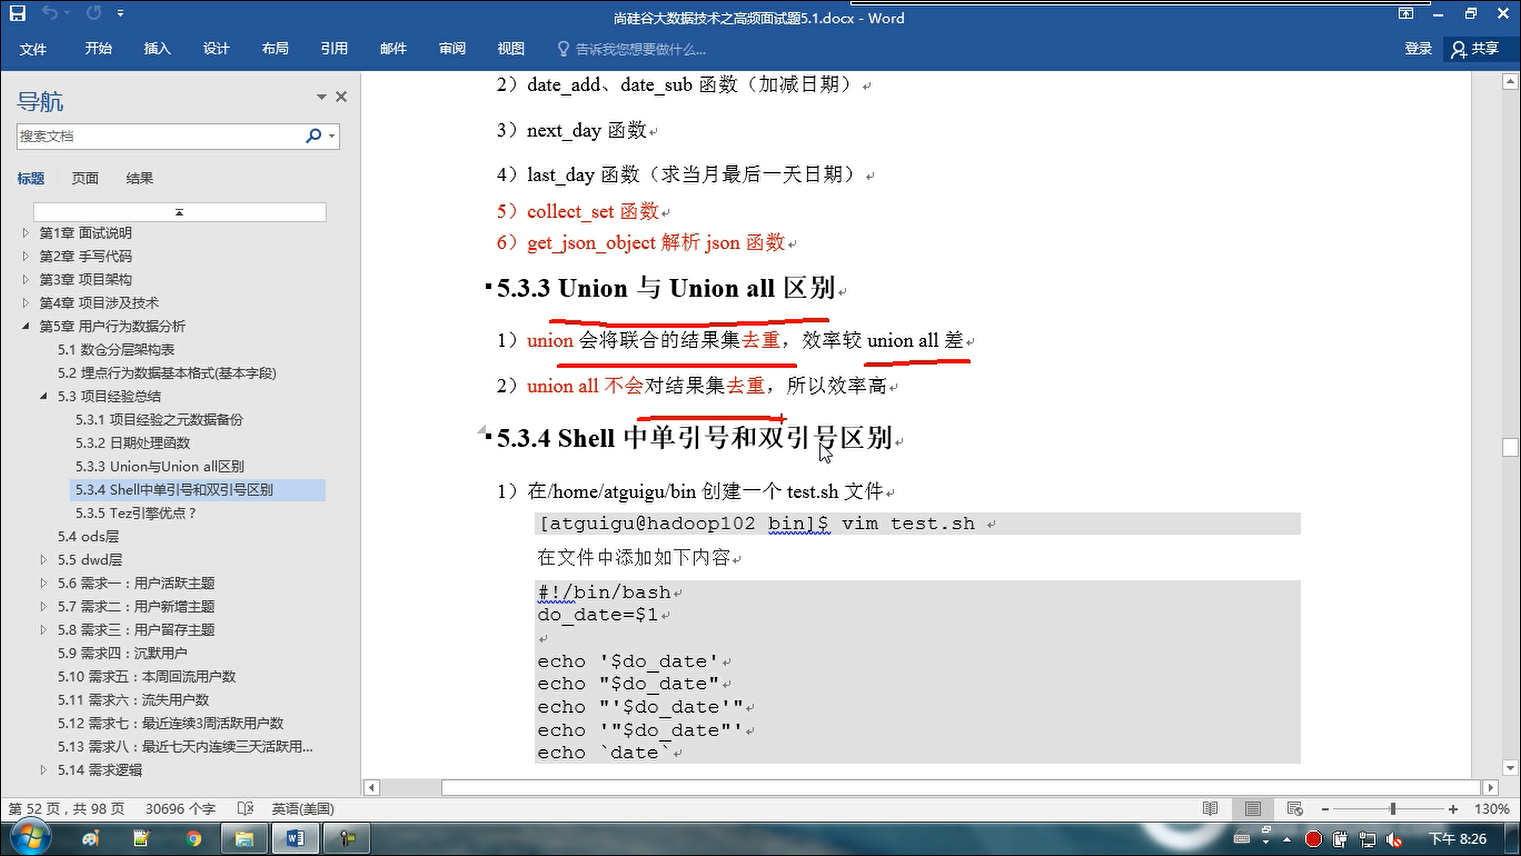 尚硅谷大数据技术之高频面试题5.1.docx - Word
文件 开始 插入 设计 布局 引用 邮件 审阅 视图 告诉我您想要做什么... 登录 共享
导航
搜索文档
标题 页面 结果
第1章 面试说明
第2章 手写代码
第3章 项目架构
第4章 项目涉及技术
第5章 用户行为数据分析
5.1 数仓分层架构表
5.2 埋点行为数据基本格式(基本字段)
5.3 项目经验总结
5.3.1 项目经验之元数据备份
5.3.2 日期处理函数
5.3.3 Union与Union all区别
5.3.4 Shell中单引号和双引号区别
5.3.5 Tez引擎优点？
5.4 ods层
5.5 dwd层
5.6 需求一：用户活跃主题
5.7 需求二：用户新增主题
5.8 需求三：用户留存主题
5.9 需求四：沉默用户
5.10 需求五：本周回流用户数
5.11 需求六：流失用户数
5.12 需求七：最近连续3周活跃用户数
5.13 需求八：最近七天内连续三天活跃用...
5.14 需求逻辑
2）date_add、date_sub 函数（加减日期）
3）next_day 函数
4）last_day 函数（求当月最后一天日期）
5）collect_set 函数
6）get_json_object 解析 json 函数
5.3.3 Union 与 Union all 区别
1）union 会将联合的结果集去重，效率较 union all 差
2）union all 不会对结果集去重，所以效率高
5.3.4 Shell 中单引号和双引号区别
1）在/home/atguigu/bin 创建一个 test.sh 文件
[atguigu@hadoop102 bin]$ vim test.sh
在文件中添加如下内容
#!/bin/bash
do_date=$1
echo '$do_date'
echo "$do_date"
echo "'$do_date'"
echo '"$do_date"'
echo `date`
第 52 页，共 98 页 30696 个字 英语(美国) 130%
下午 8:26